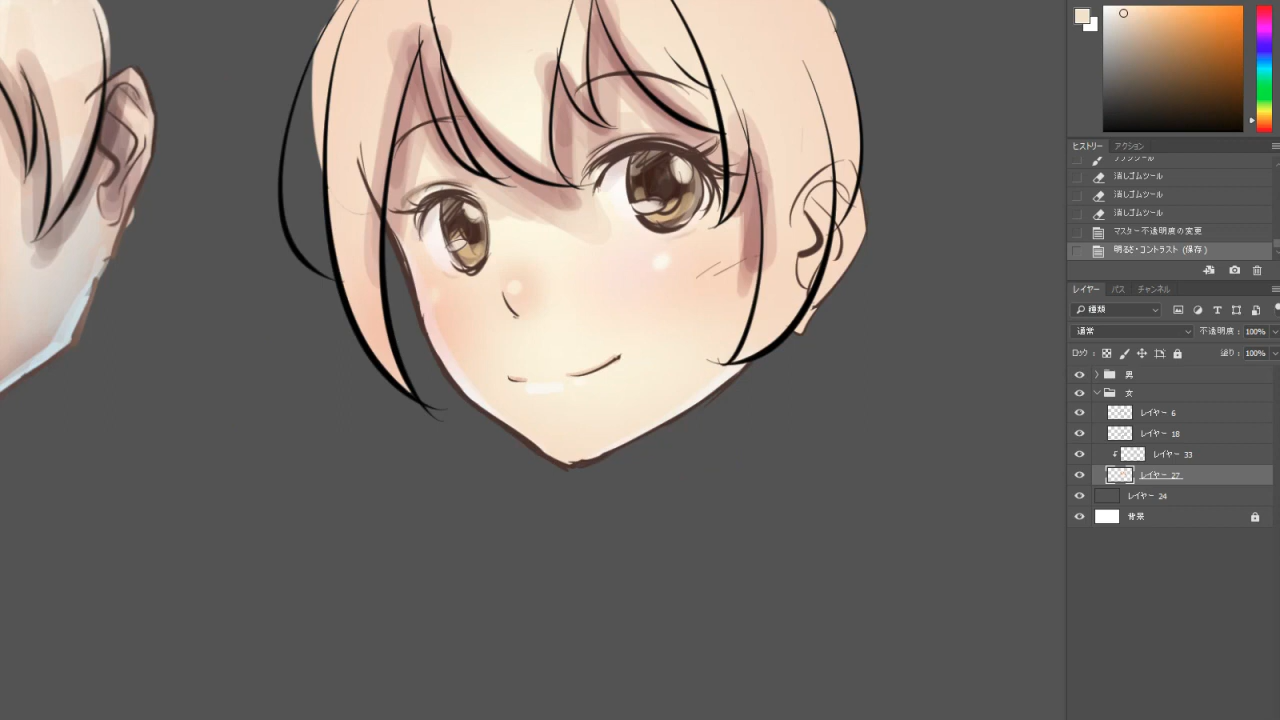 ヒストリー アクション
消しゴムツール
消しゴムツール
消しゴムツール
マスター不透明度の変更
明るさ・コントラスト (保存)
レイヤー パス チャンネル
種類
通常 不透明度: 100%
ロック: 塗り: 100%
男
女
レイヤー 6
レイヤー 18
レイヤー 33
レイヤー 27
レイヤー 24
背景